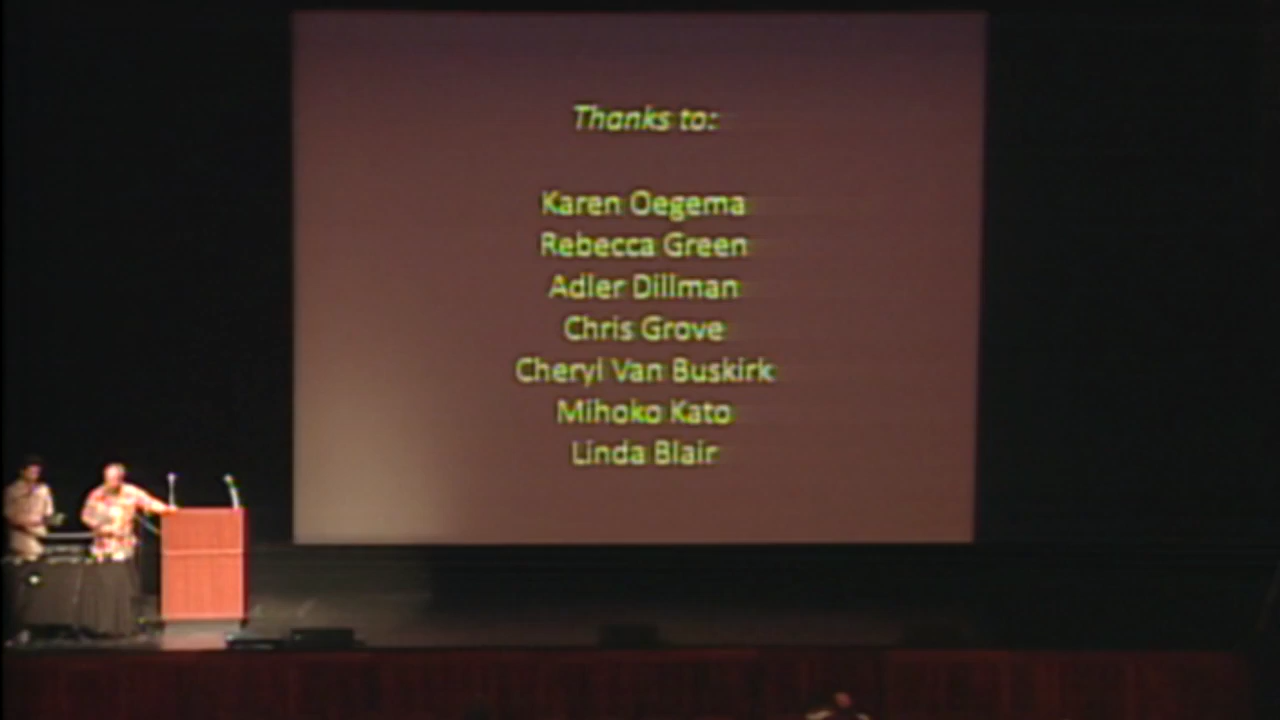 Thanks to:
Karen Oegema
Rebecca Green
Adler Dillman
Chris Grove
Cheryl Van Buskirk
Mihoko Kato
Linda Blair